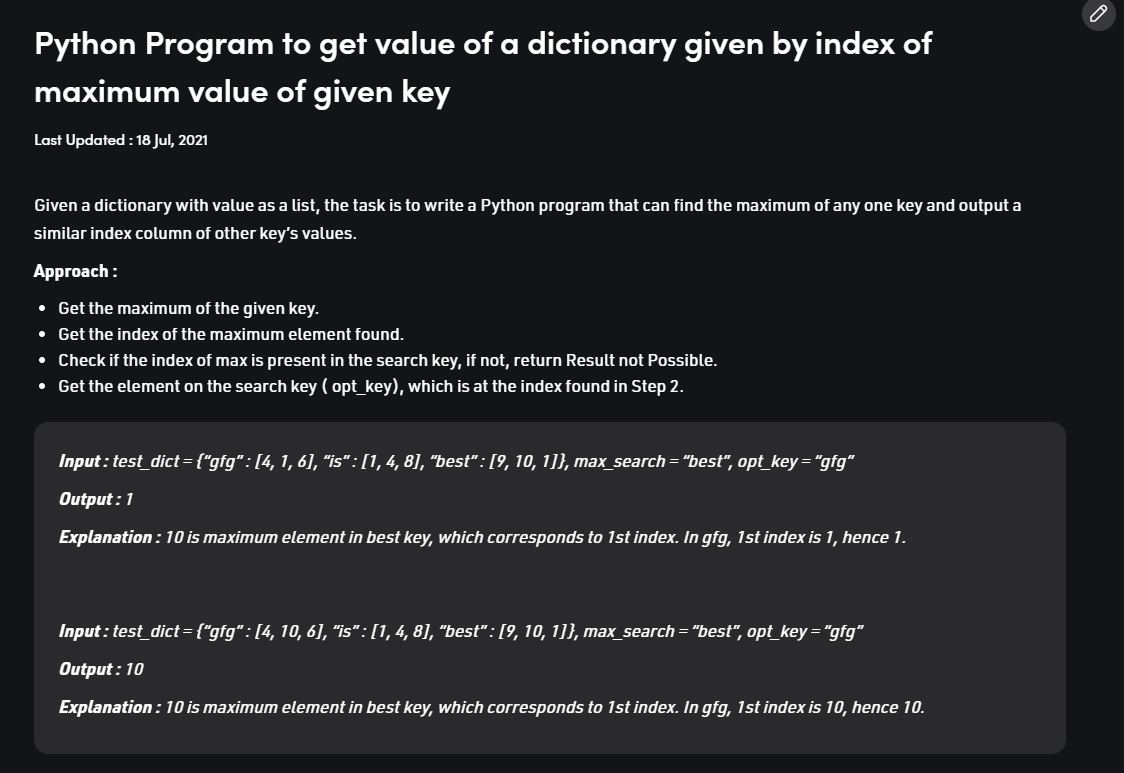 Python Program to get value of a dictionary given by index of
maximum value of given key
Last Updated : 18 Jul, 2021
Given a dictionary with value as a list, the task is to write a Python program that can find the maximum of any one key and output a
similar index column of other key’s values.
Approach :
• Get the maximum of the given key.
• Get the index of the maximum element found.
• Check if the index of max is present in the search key, if not, return Result not Possible.
• Get the element on the search key ( opt_key), which is at the index found in Step 2.
Input : test_dict = {“gfg” : [4, 1, 6], “is” : [1, 4, 8], “best” : [9, 10, 1]}, max_search = “best”, opt_key = “gfg”
Output : 1
Explanation : 10 is maximum element in best key, which corresponds to 1st index. In gfg, 1st index is 1, hence 1.
Input : test_dict = {“gfg” : [4, 10, 6], “is” : [1, 4, 8], “best” : [9, 10, 1]}, max_search = “best”, opt_key = “gfg”
Output : 10
Explanation : 10 is maximum element in best key, which corresponds to 1st index. In gfg, 1st index is 10, hence 10.